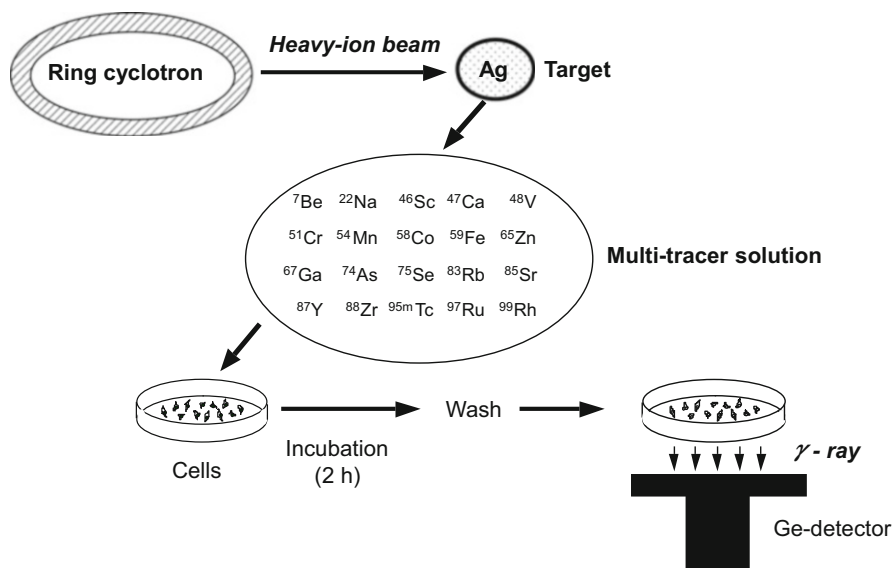 Heavy-ion beam
Ring cyclotron
Ag
Target
⁷Be ²²Na ⁴⁶Sc ⁴⁷Ca ⁴⁸V
⁵¹Cr ⁵⁴Mn ⁵⁸Co ⁵⁹Fe ⁶⁵Zn
Multi-tracer solution
⁶⁷Ga ⁷⁴As ⁷⁵Se ⁸³Rb ⁸⁵Sr
⁸⁷Y ⁸⁸Zr ⁹⁵ᵐTc ⁹⁷Ru ⁹⁹Rh
Wash
Cells
Incubation
(2 h)
γ - ray
Ge-detector